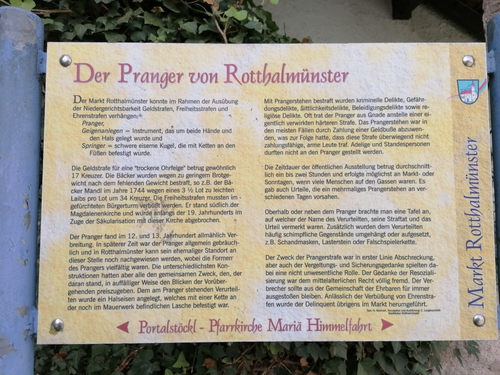 Der Pranger von Rotthalmünster
Der Markt Rotthalmünster konnte im Rahmen der Ausübung
der Niedergerichtsbarkeit Geldstrafen, Freiheitsstrafen und
Ehrenstrafen verhängen:
Pranger,
Geigenanlegen = Instrument, das um beide Hände und
den Hals gelegt wurde und
Springer = schwere eiserne Kugel, die mit Ketten an den
Füßen befestigt wurde.
Die Geldstrafe für eine "trockene Ohrfeige" betrug gewöhnlich
17 Kreuzer. Die Bäcker wurden wegen zu geringem Brotge-
wicht nach dem fehlenden Gewicht bestraft, so z.B. der Bä-
cker Mandl im Jahre 1744 wegen eines 3 ½ Lot zu leichten
Laibs pro Lot um 34 Kreuzer. Die Freiheitsstrafen mussten im
gefürchteten Bürgerturm verbüßt werden. Er stand südlich der
Magdalenenkirche und wurde anfangs des 19. Jahrhunderts im
Zuge der Säkularisation mit dieser Kirche abgebrochen.
Der Pranger fand im 12. und 13. Jahrhundert allmählich Ver-
breitung. In späterer Zeit war der Pranger allgemein gebräuch-
lich und in Rotthalmünster kann sein ehemaliger Standort an
dieser Stelle noch nachgewiesen werden, wobei die Formen
des Prangers vielfältig waren. Die unterschiedlichsten Kon-
struktionen hatten aber alle den gemeinsamen Zweck, den, der
daran stand, in auffälliger Weise den Blicken der Vorüber-
gehenden preiszugeben. Dem am Pranger stehenden Verurteil-
ten wurde ein Halseisen angelegt, welches mit einer Kette an
der noch im Mauerwerk befindlichen Lasche befestigt war.
Mit Prangerstehen bestraft wurden kriminelle Delikte, Gefähr-
dungsdelikte, Sittlichkeitsdelikte, Beleidigungsdelikte sowie re-
ligiöse Delikte. Oft trat der Pranger aus Gnade anstelle einer ei-
gentlich verwirkten härteren Strafe. Das Prangerstehen war in
den meisten Fällen durch Zahlung einer Geldbuße abzuwen-
den, was zur Folge hatte, dass diese Strafe überwiegend nicht
zahlungsfähige, arme Leute traf. Adelige und Standespersonen
durften nicht an den Pranger gestellt werden.
Die Zeitdauer der öffentlichen Ausstellung betrug durchschnitt-
lich ein bis zwei Stunden und erfolgte möglichst an Markt- oder
Sonntagen, wenn viele Menschen auf den Strassen waren. Es
gab auch Urteile, die ein mehrmaliges Prangerstehen an ver-
schiedenen Tagen vorsahen.
Oberhalb oder neben dem Pranger brachte man eine Tafel an,
auf welcher der Name des Verurteilten, seine Straftat und das
Urteil vermerkt waren. Zusätzlich wurden dem Verurteilten
häufig schimpfliche Gegenstände umgehängt oder aufgesetzt,
z.B. Schandmasken, Lasterstein oder Falschspielerkette.
Der Zweck der Prangerstrafe war in erster Linie Abschreckung,
aber auch der Vergeltungs- und Sicherungsgedanke spielten da-
bei eine nicht unwesentliche Rolle. Der Gedanke der Resoziali-
sierung war dem mittelalterlichen Recht völlig fremd. Der Ver-
brecher sollte aus der Gemeinschaft der Ehrbaren für immer
ausgestoßen bleiben. Anlässlich der Verbüßung von Ehrenstra-
fen wurde der Delinquent übrigens im Markt herumgeführt.
Portalstöckl - Pfarrkirche Mariä Himmelfahrt
Markt Rotthalmünster